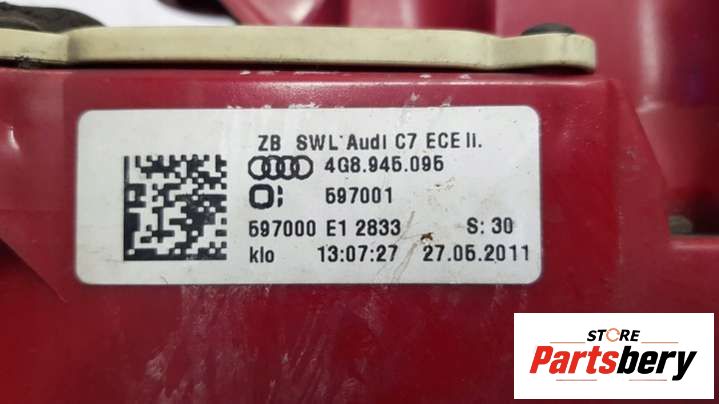 ZB SWL Audi C7 ECE II.
4G8.945.095
597001
597000 E1 2833 S: 30
klo 13:07:27 27.05.2011
STORE
Partsbery